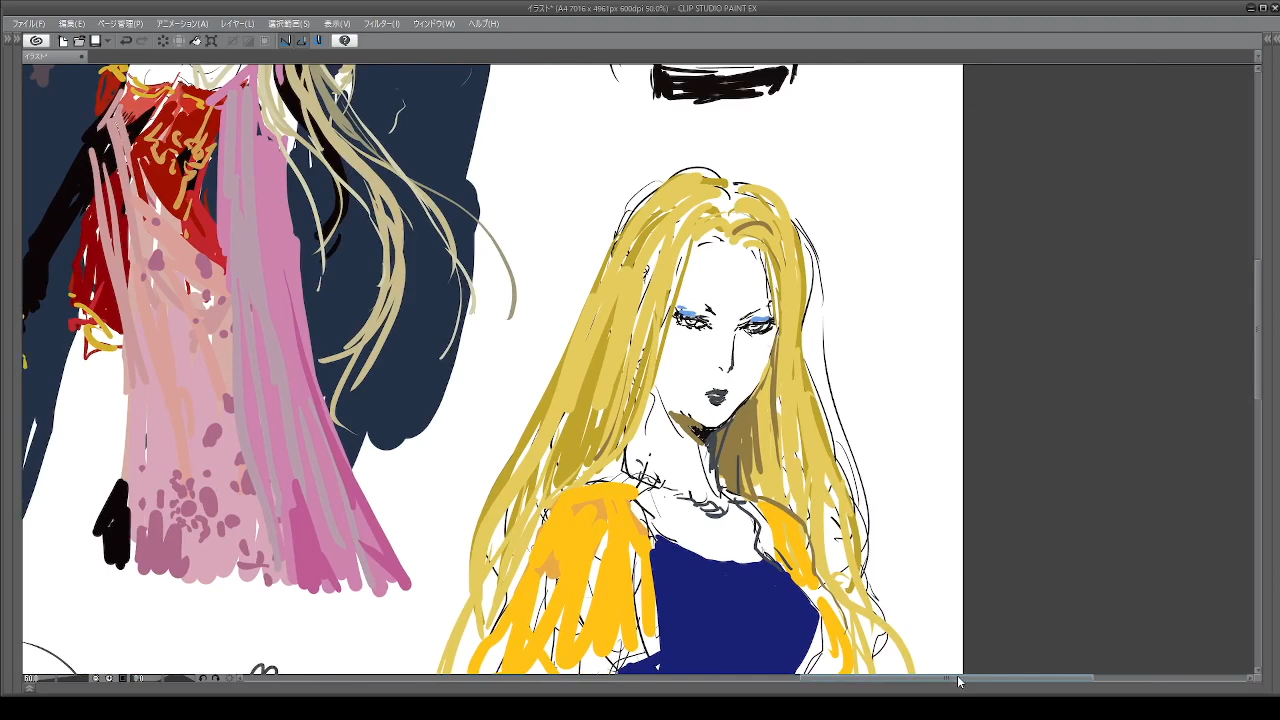 イラスト* (A4 7016 x 4961px 600dpi 50.0%) - CLIP STUDIO PAINT EX
ファイル(F) 編集(E) ページ管理(P) アニメーション(A) レイヤー(L) 選択範囲(S) 表示(V) フィルター(I) ウィンドウ(W) ヘルプ(H)
イラスト*
50.0